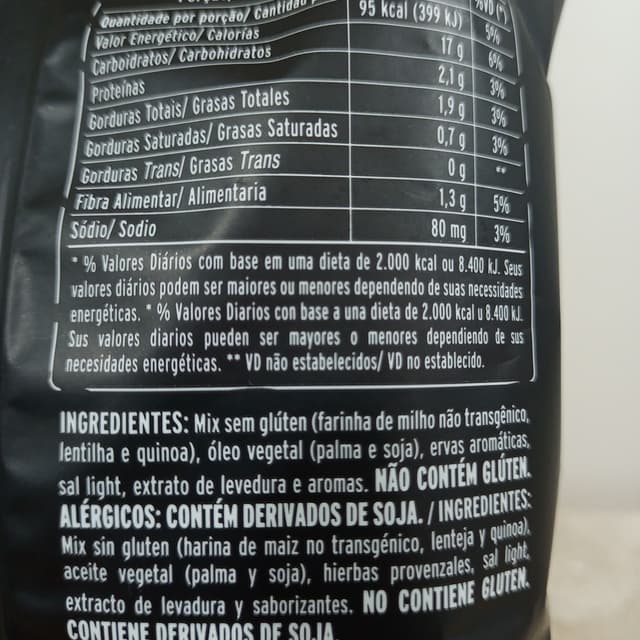 Quantidade por porção/ %VD (*)
Valor Energético/ Calorías 95 kcal (399 kJ) 5%
Carboidratos/ Carbohidratos 17 g 6%
Proteínas 2,1 g 3%
Gorduras Totais/ Grasas Totales 1,9 g 3%
Gorduras Saturadas/ Grasas Saturadas 0,7 g 3%
Gorduras Trans/ Grasas Trans 0 g **
Fibra Alimentar/ Alimentaria 1,3 g 5%
Sódio/ Sodio 80 mg 3%
* % Valores Diários com base em uma dieta de 2.000 kcal ou 8.400 kJ. Seus
valores diários podem ser maiores ou menores dependendo de suas necessidades
energéticas. * % Valores Diarios con base a una dieta de 2.000 kcal u 8.400 kJ.
Sus valores diarios pueden ser mayores o menores dependiendo de sus
necesidades energéticas. ** VD não estabelecidos/ VD no establecido.
INGREDIENTES: Mix sem glúten (farinha de milho não transgênico,
lentilha e quinoa), óleo vegetal (palma e soja), ervas aromáticas,
sal light, extrato de levedura e aromas. NÃO CONTÉM GLÚTEN.
ALÉRGICOS: CONTÉM DERIVADOS DE SOJA. / INGREDIENTES:
Mix sin gluten (harina de maiz no transgénico, lenteja y quinoa),
aceite vegetal (palma y soja), hierbas provenzales, sal light,
extracto de levadura y saborizantes. NO CONTIENE GLUTEN.
CONTIENE DERIVADOS DE SOJA.